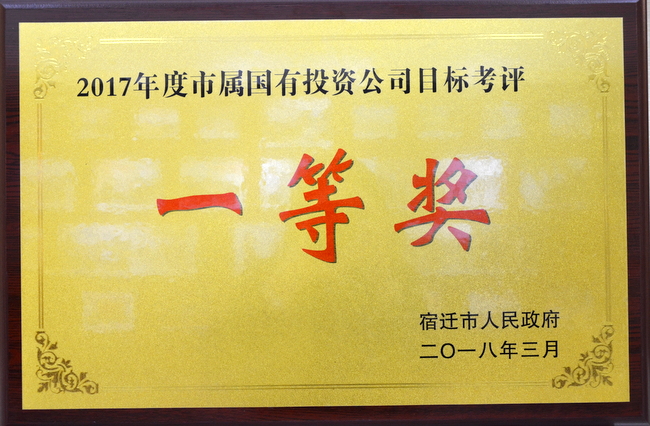 2017年度市属国有投资公司目标考评
一等奖
宿迁市人民政府
二〇一八年三月